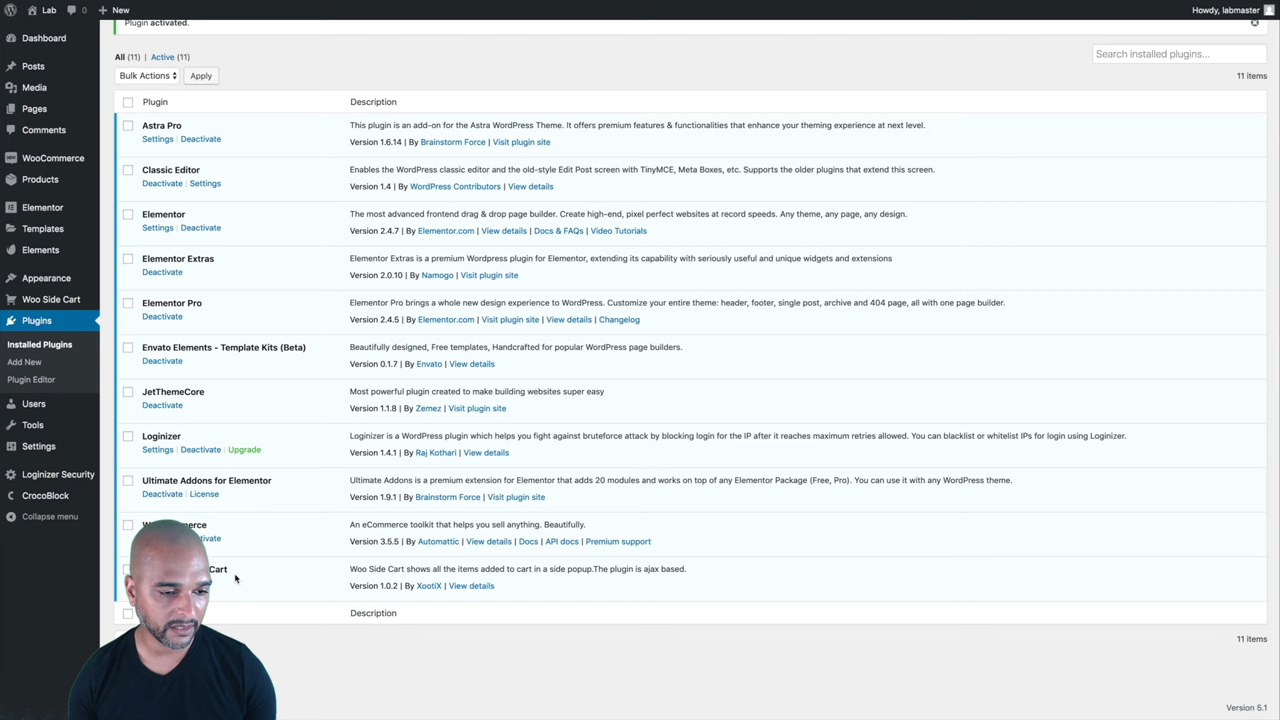 Lab 0 New Howdy, labmaster
Plugin activated.
All (11) | Active (11)
Search installed plugins...
Bulk Actions Apply
11 items
Plugin Description
Astra Pro This plugin is an add-on for the Astra WordPress Theme. It offers premium features & functionalities that enhance your theming experience at next level.
Settings | Deactivate Version 1.6.14 | By Brainstorm Force | Visit plugin site
Classic Editor Enables the WordPress classic editor and the old-style Edit Post screen with TinyMCE, Meta Boxes, etc. Supports the older plugins that extend this screen.
Deactivate | Settings Version 1.4 | By WordPress Contributors | View details
Elementor The most advanced frontend drag & drop page builder. Create high-end, pixel perfect websites at record speeds. Any theme, any page, any design.
Settings | Deactivate Version 2.4.7 | By Elementor.com | View details | Docs & FAQs | Video Tutorials
Elementor Extras Elementor Extras is a premium Wordpress plugin for Elementor, extending its capability with seriously useful and unique widgets and extensions
Deactivate Version 2.0.10 | By Namogo | Visit plugin site
Elementor Pro Elementor Pro brings a whole new design experience to WordPress. Customize your entire theme: header, footer, single post, archive and 404 page, all with one page builder.
Deactivate Version 2.4.5 | By Elementor.com | Visit plugin site | View details | Changelog
Envato Elements - Template Kits (Beta) Beautifully designed, Free templates, Handcrafted for popular WordPress page builders.
Deactivate Version 0.1.7 | By Envato | View details
JetThemeCore Most powerful plugin created to make building websites super easy
Deactivate Version 1.1.8 | By Zemez | Visit plugin site
Loginizer Loginizer is a WordPress plugin which helps you fight against bruteforce attack by blocking login for the IP after it reaches maximum retries allowed. You can blacklist or whitelist IPs for login using Loginizer.
Settings | Deactivate | Upgrade Version 1.4.1 | By Raj Kothari | View details
Ultimate Addons for Elementor Ultimate Addons is a premium extension for Elementor that adds 20 modules and works on top of any Elementor Package (Free, Pro). You can use it with any WordPress theme.
Deactivate | License Version 1.9.1 | By Brainstorm Force | Visit plugin site
An eCommerce toolkit that helps you sell anything. Beautifully.
Version 3.5.5 | By Automattic | View details | Docs | API docs | Premium support
Cart Woo Side Cart shows all the items added to cart in a side popup.The plugin is ajax based.
Version 1.0.2 | By XootiX | View details
Description
11 items
Version 5.1
Dashboard
Posts
Media
Pages
Comments
WooCommerce
Products
Elementor
Templates
Elements
Appearance
Woo Side Cart
Plugins
Installed Plugins
Add New
Plugin Editor
Users
Tools
Settings
Loginizer Security
CrocoBlock
Collapse menu